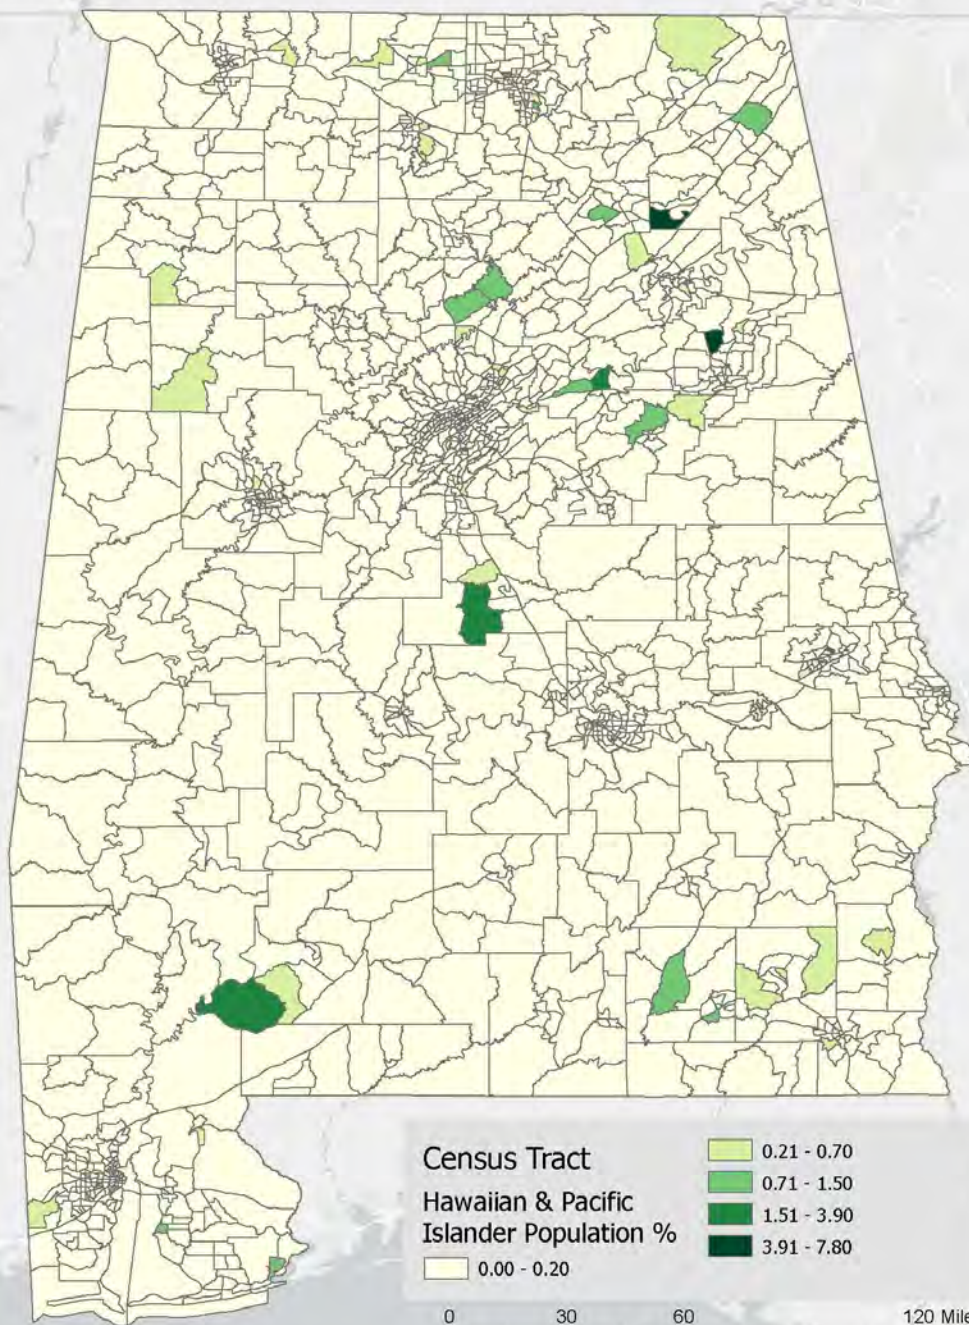 Census Tract
Hawaiian & Pacific
Islander Population %
0.00 - 0.20
0.21 - 0.70
0.71 - 1.50
1.51 - 3.90
3.91 - 7.80
0 30 60 120 Mile